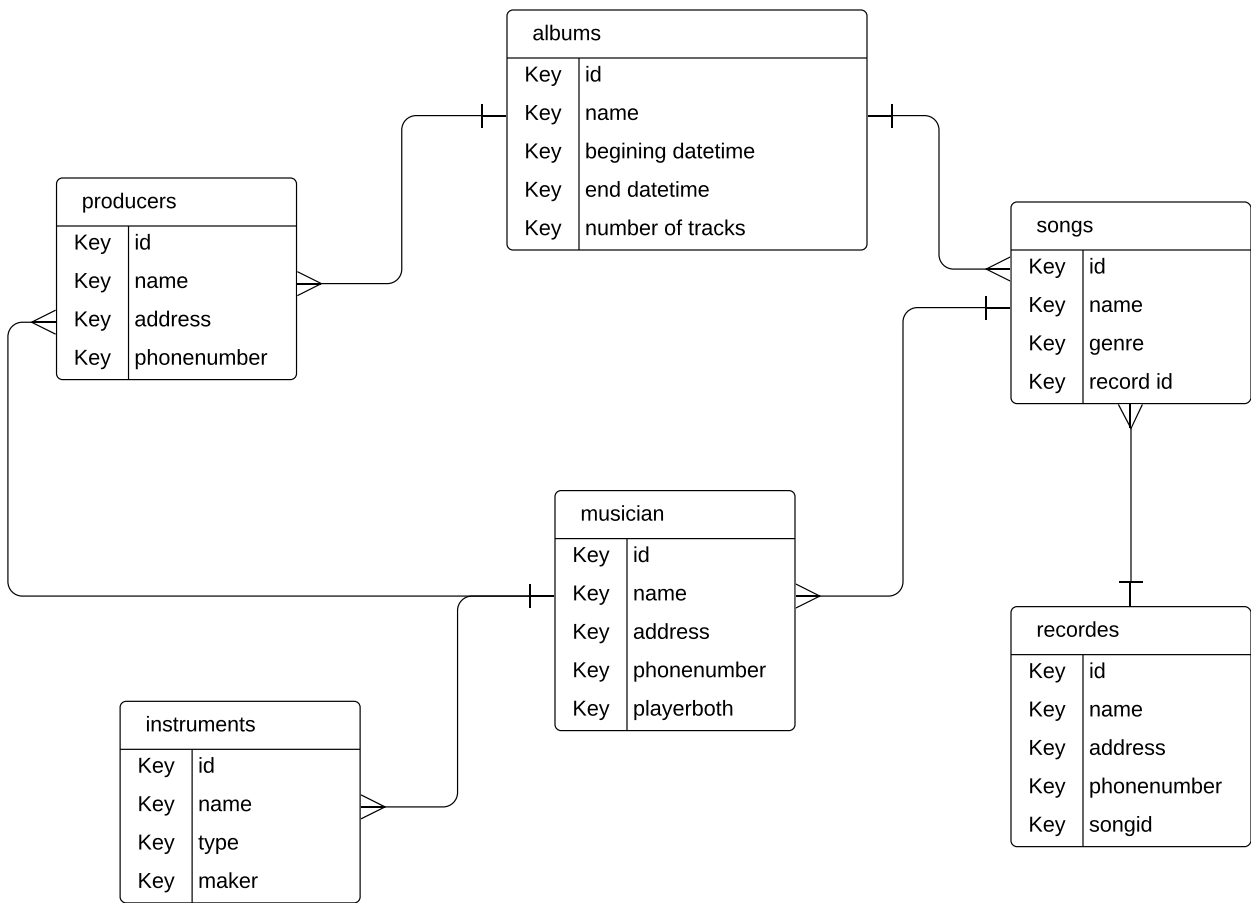 albums
Key id
Key name
Key begining datetime
Key end datetime
Key number of tracks
producers
Key id
Key name
Key address
Key phonenumber
songs
Key id
Key name
Key genre
Key record id
musician
Key id
Key name
Key address
Key phonenumber
Key playerboth
recordes
Key id
Key name
Key address
Key phonenumber
Key songid
instruments
Key id
Key name
Key type
Key maker